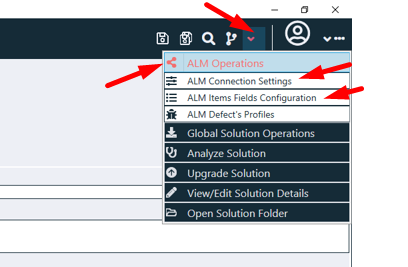 ALM Operations
ALM Connection Settings
ALM Items Fields Configuration
ALM Defect's Profiles
Global Solution Operations
Analyze Solution
Upgrade Solution
View/Edit Solution Details
Open Solution Folder